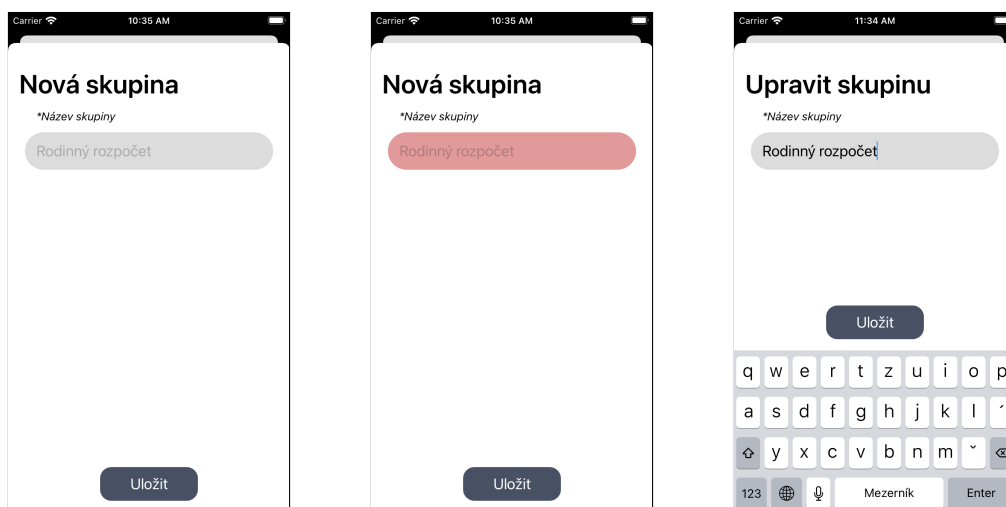 Carrier 10:35 AM
Nová skupina
*Název skupiny
Rodinný rozpočet
Uložit
Carrier 10:35 AM
Nová skupina
*Název skupiny
Rodinný rozpočet
Uložit
Carrier 11:34 AM
Upravit skupinu
*Název skupiny
Rodinný rozpočet
Uložit
q w e r t z u i o p
a s d f g h j k l ´
y x c v b n m ˇ
123 Mezerník Enter